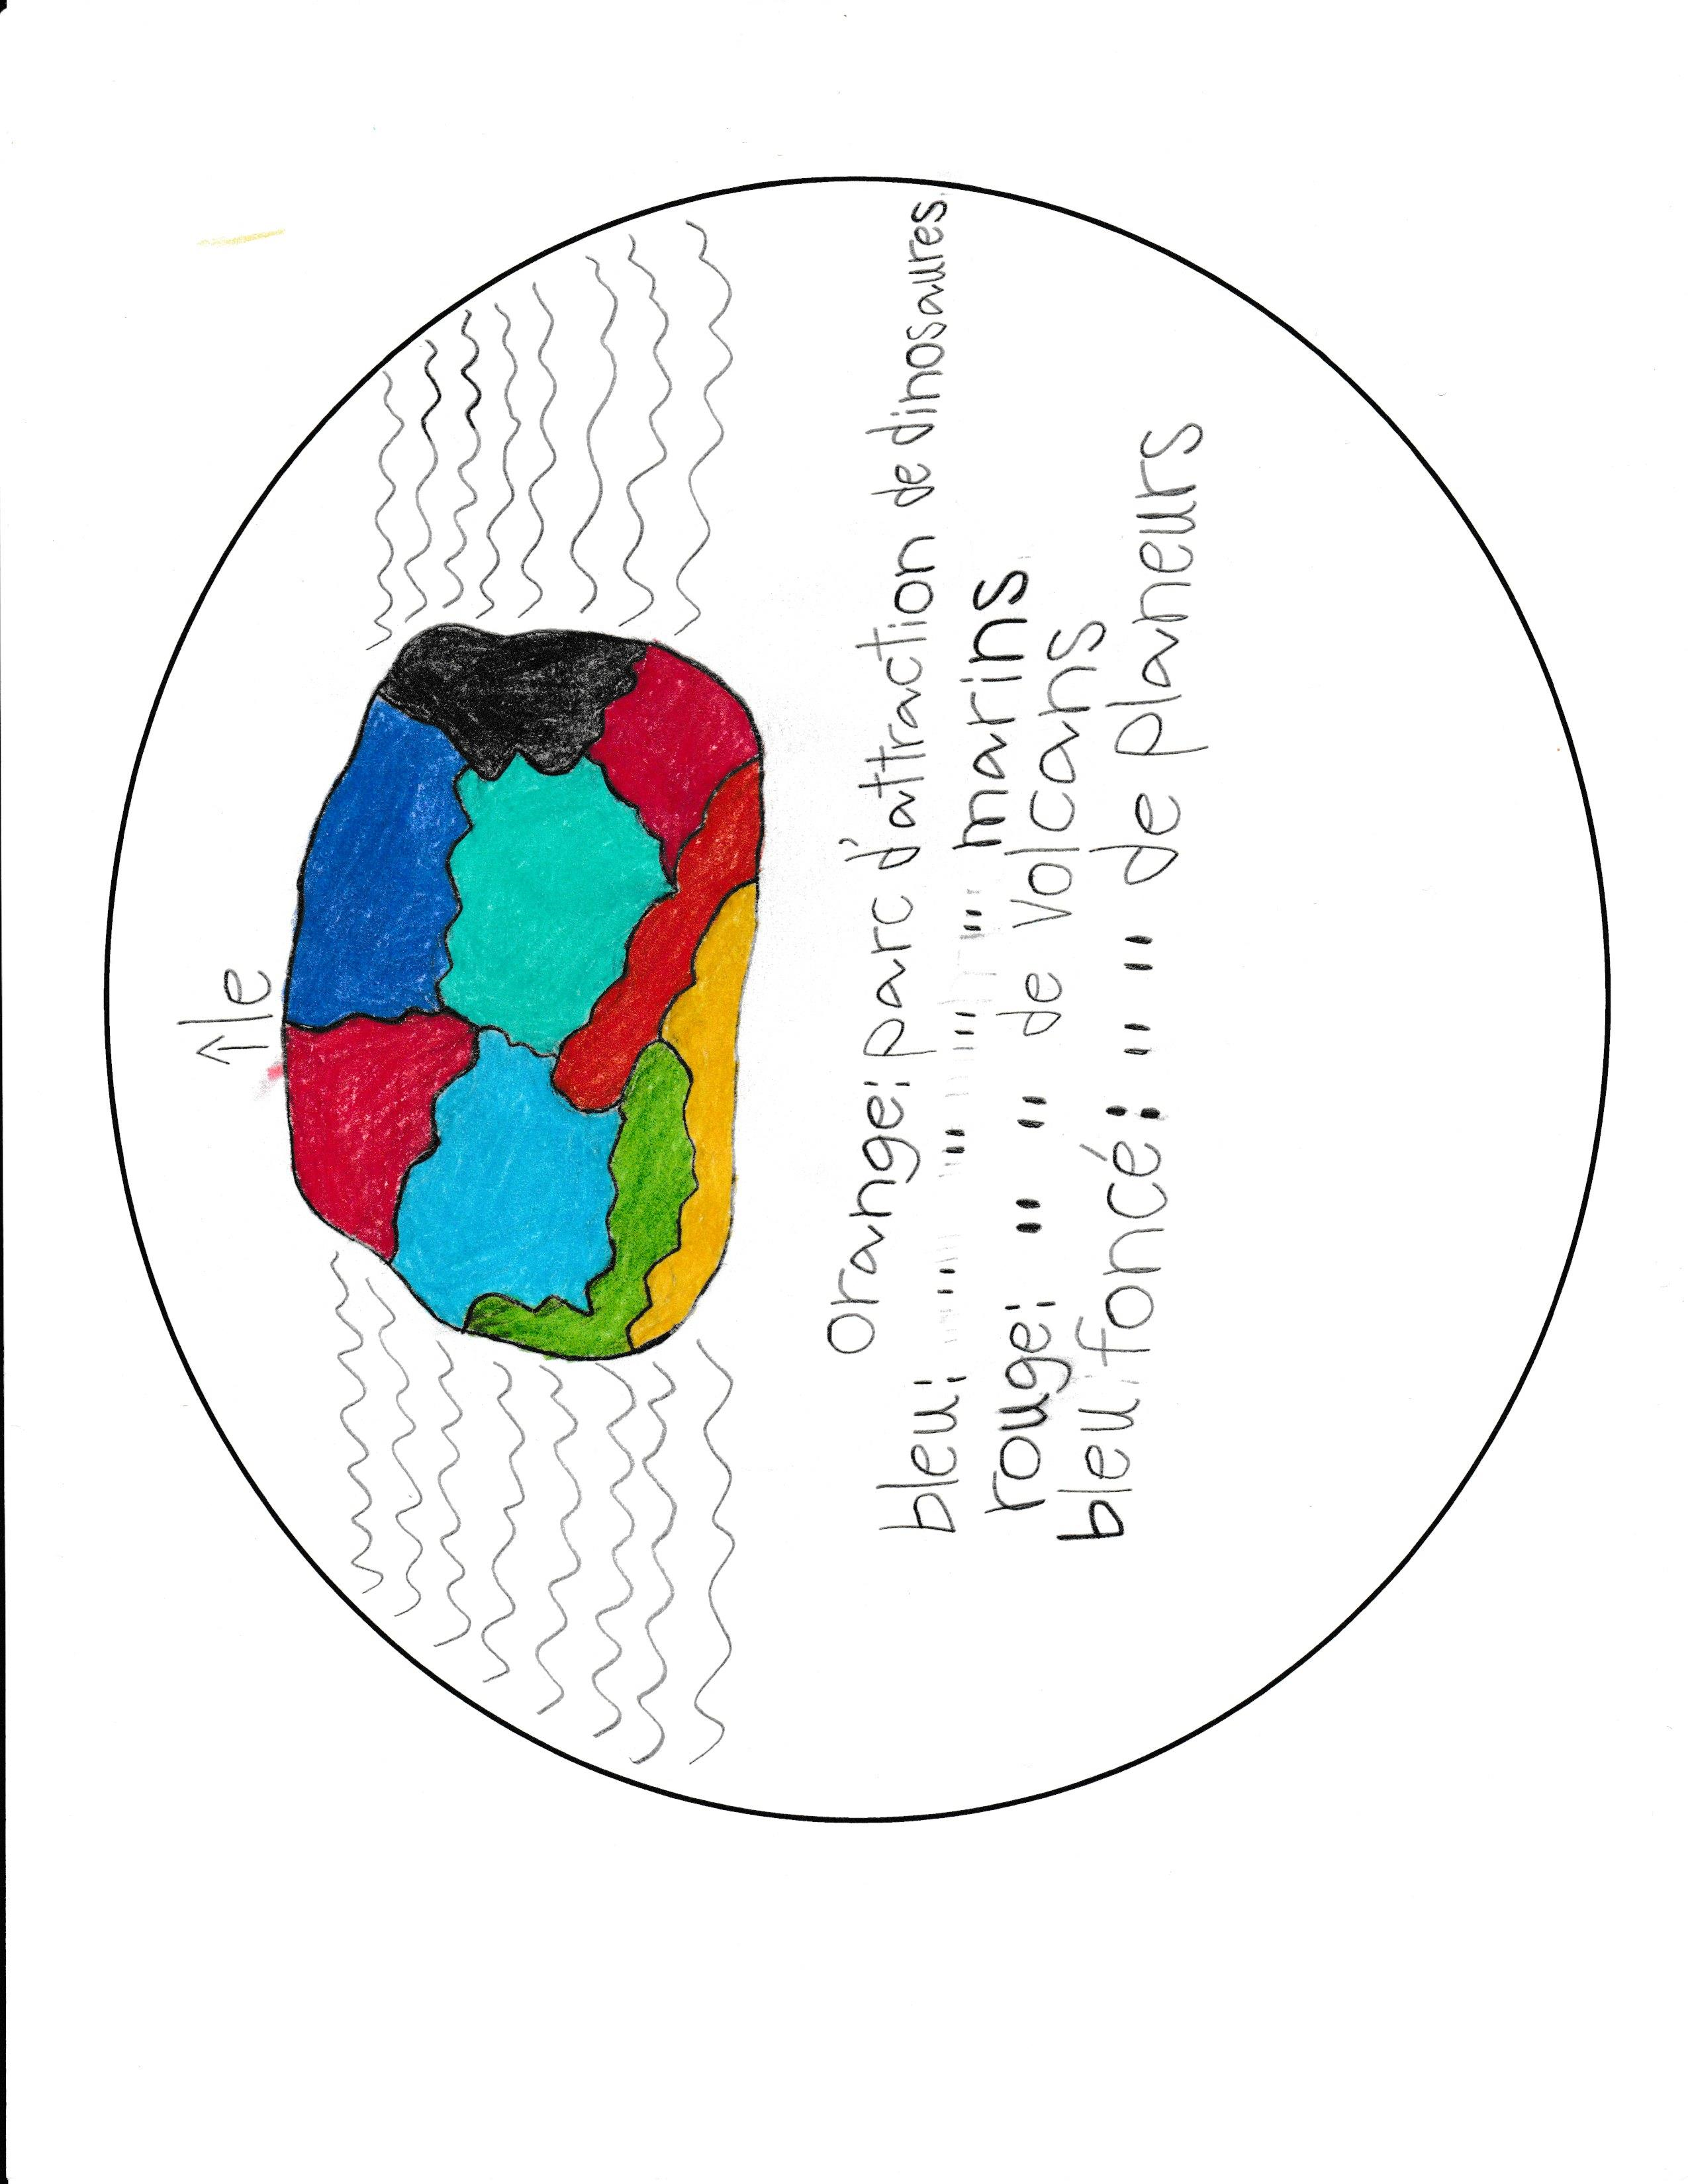 île
orange: parc d'attraction de dinosaures
bleu: " " " " marins
rouge: " " de volcans
bleu foncé: " " de planeurs